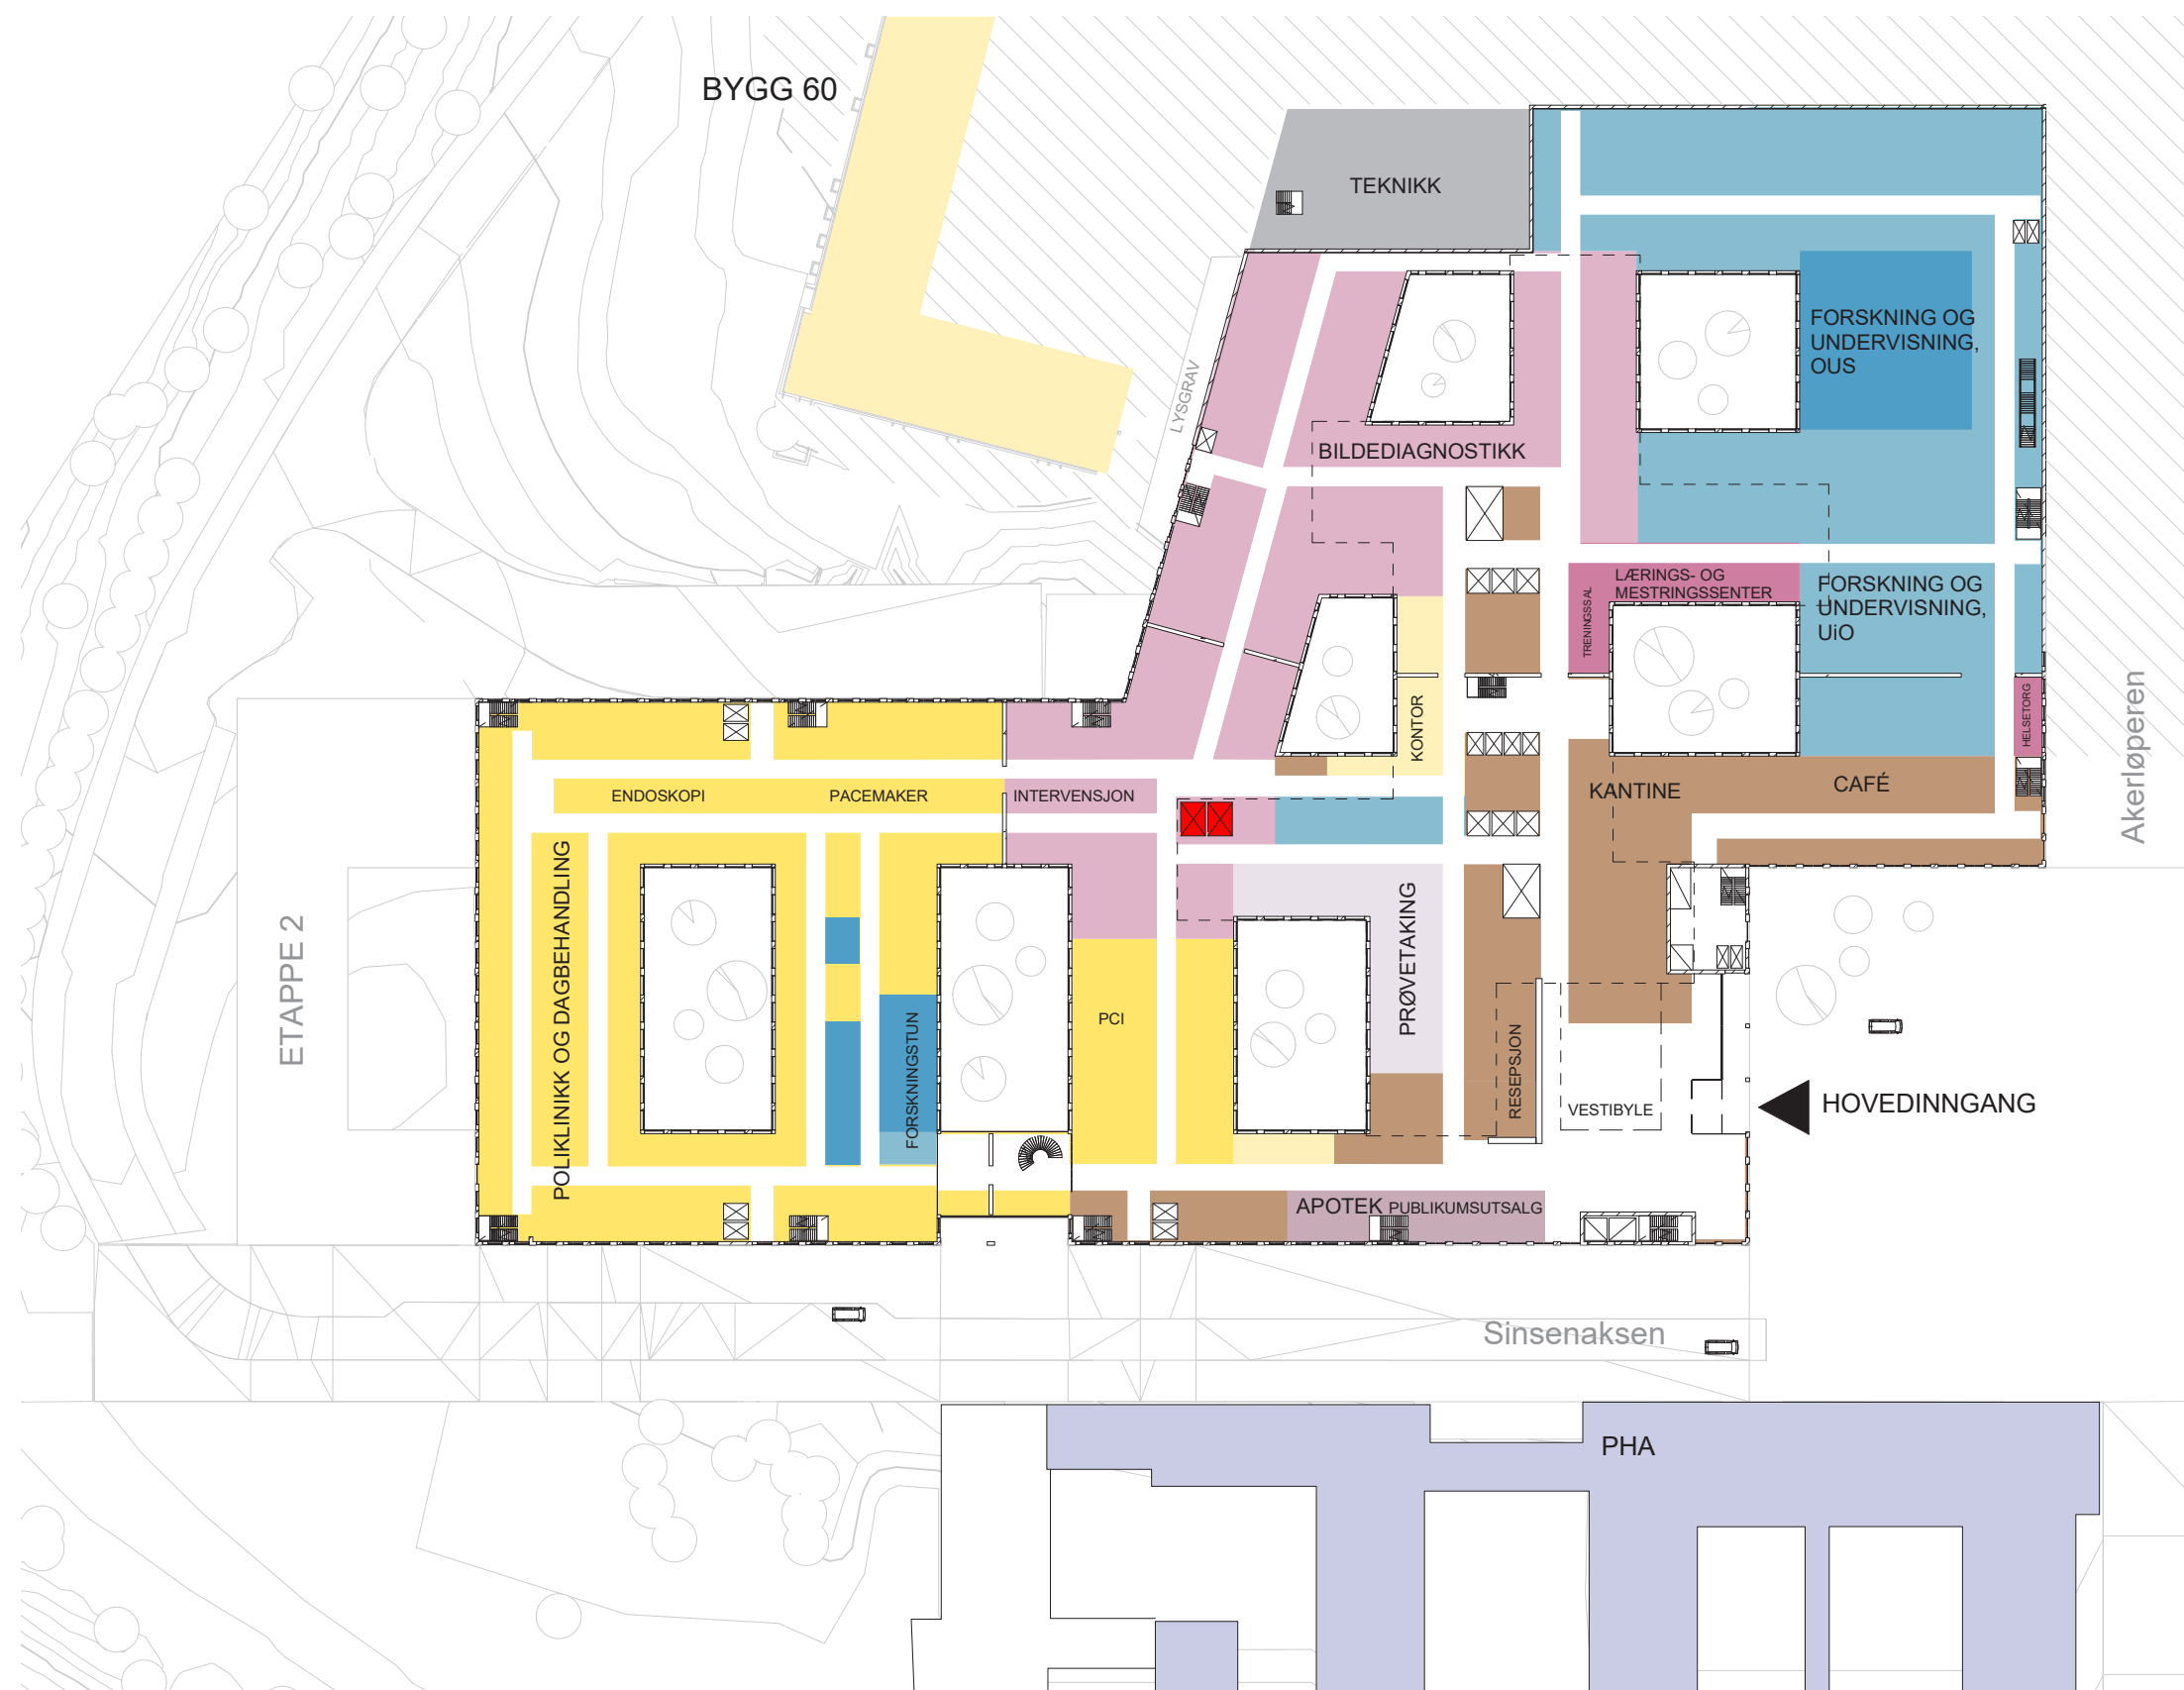 BYGG 60
TEKNIKK
FORSKNING OG
UNDERVISNING,
OUS
LYSGRAV
BILDEDIAGNOSTIKK
LÆRINGS- OG
MESTRINGSSENTER
TRENINGSSAL
FORSKNING OG
UNDERVISNING,
UiO
HELSETORG
Akerløperen
KONTOR
ENDOSKOPI
PACEMAKER
INTERVENSJON
KANTINE
CAFÉ
POLIKLINIKK OG DAGBEHANDLING
ETAPPE 2
FORSKNINGSTUN
PCI
PRØVETAKING
RESEPSJON
VESTIBYLE
HOVEDINNGANG
APOTEK PUBLIKUMSUTSALG
Sinsenaksen
PHA